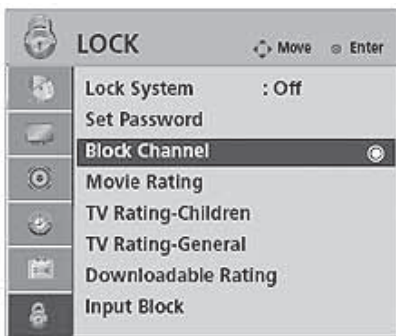 LOCK Move Enter
Lock System : Off
Set Password
Block Channel
Movie Rating
TV Rating-Children
TV Rating-General
Downloadable Rating
Input Block